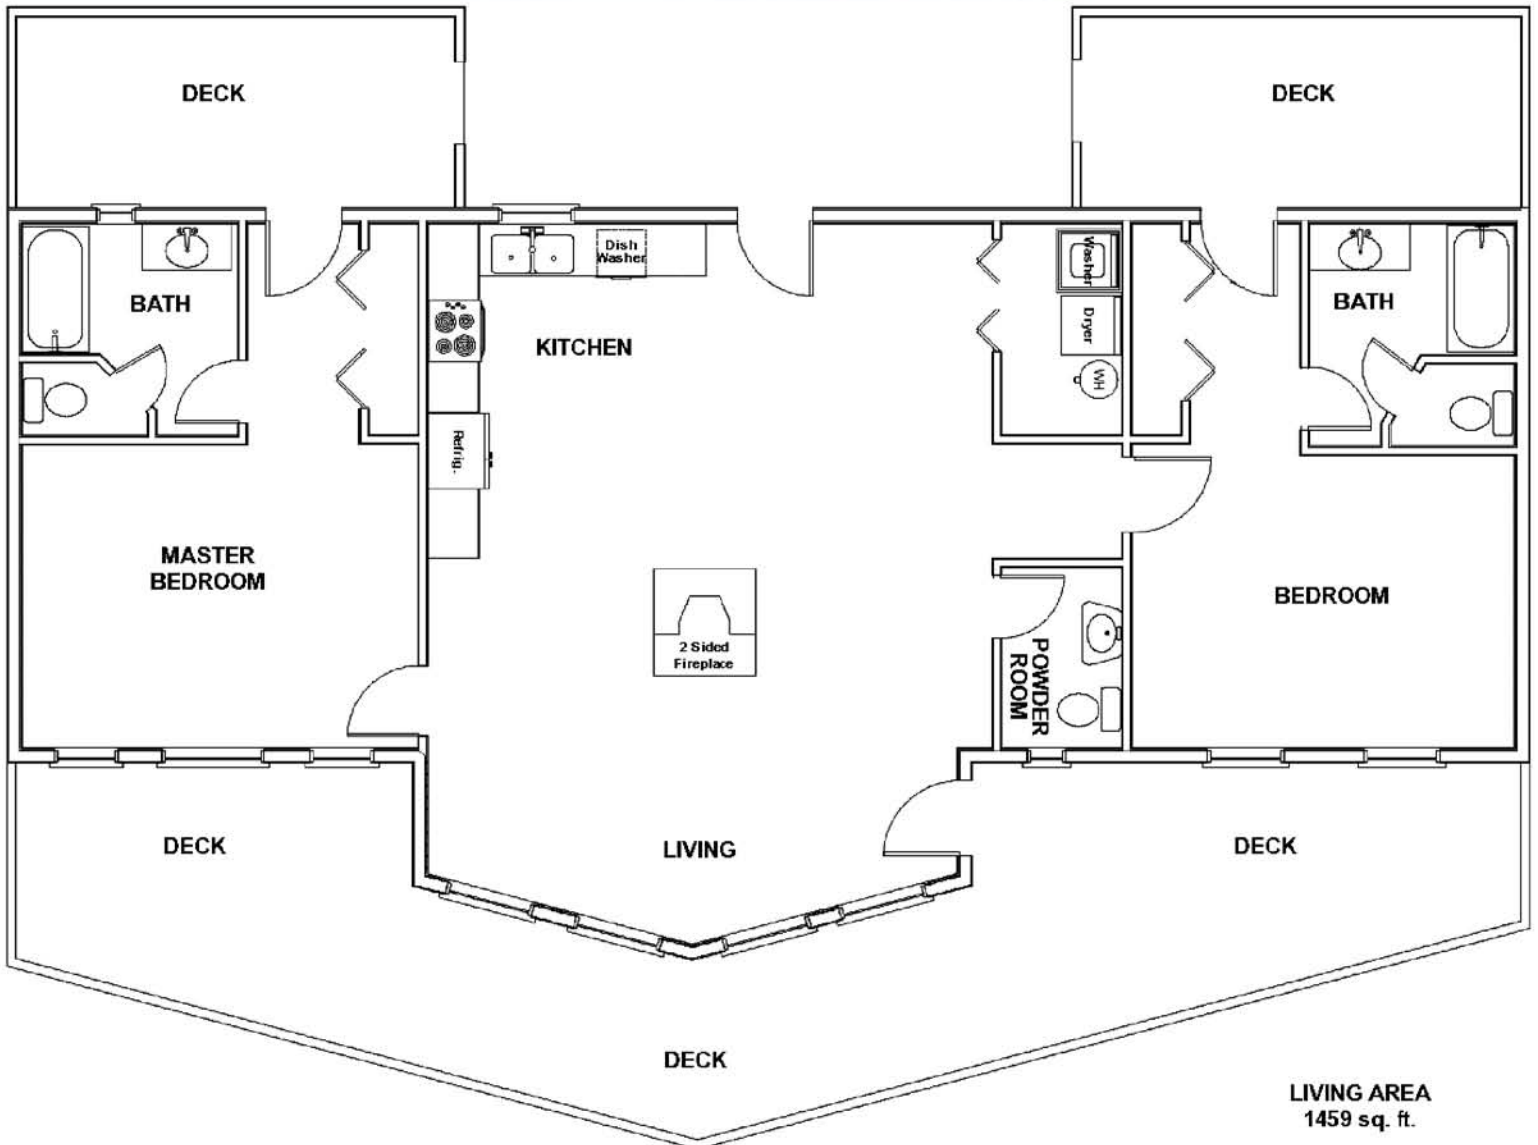 DECK
DECK
Dish
Washer
Washer
BATH
BATH
Dryer
KITCHEN
WH
Refrig.
MASTER
BEDROOM
BEDROOM
2 Sided
Fireplace
POWDER
ROOM
DECK
LIVING
DECK
DECK
LIVING AREA
1459 sq. ft.